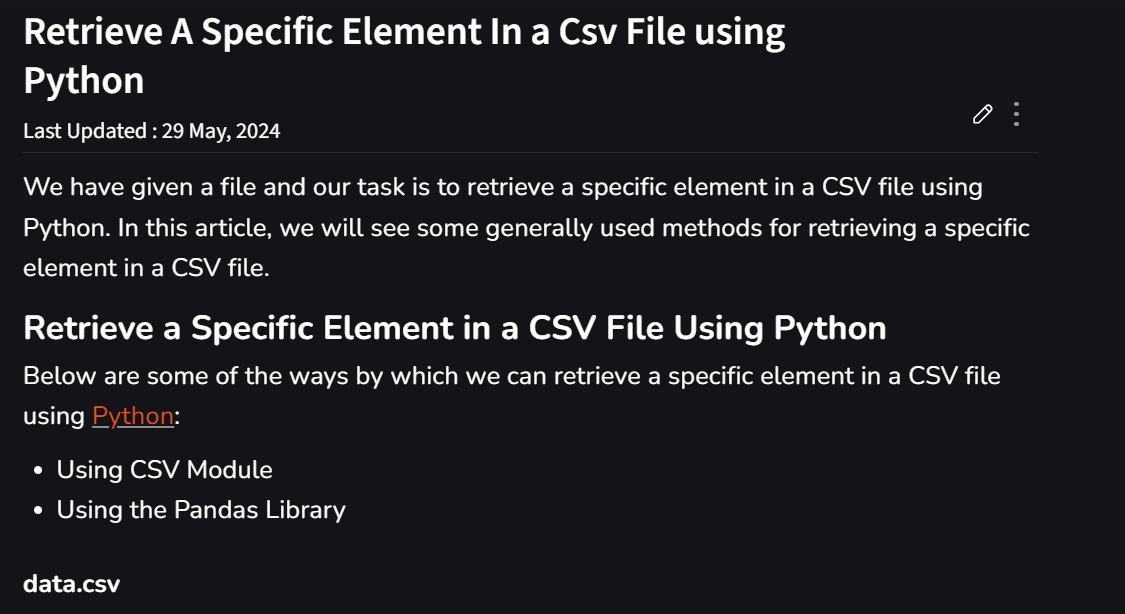 Retrieve A Specific Element In a Csv File using
Python
Last Updated : 29 May, 2024
We have given a file and our task is to retrieve a specific element in a CSV file using
Python. In this article, we will see some generally used methods for retrieving a specific
element in a CSV file.
Retrieve a Specific Element in a CSV File Using Python
Below are some of the ways by which we can retrieve a specific element in a CSV file
using Python:
• Using CSV Module
• Using the Pandas Library
data.csv